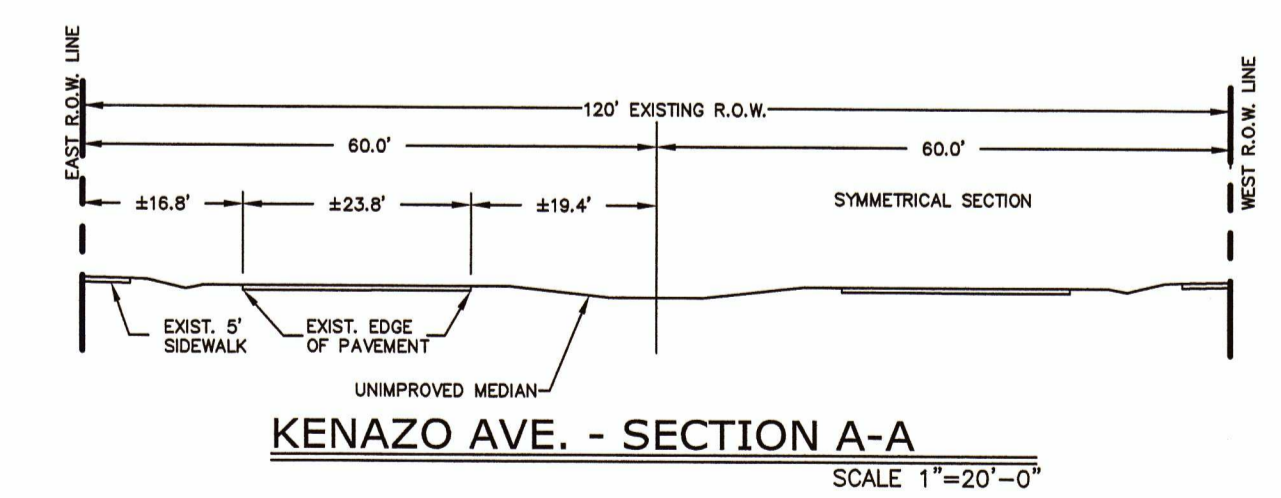 EAST R.O.W. LINE
WEST R.O.W. LINE
120' EXISTING R.O.W.
60.0'
60.0'
±16.8'
±23.8'
±19.4'
SYMMETRICAL SECTION
EXIST. 5'
SIDEWALK
EXIST. EDGE
OF PAVEMENT
UNIMPROVED MEDIAN
KENAZO AVE. - SECTION A-A
SCALE 1"=20'-0"